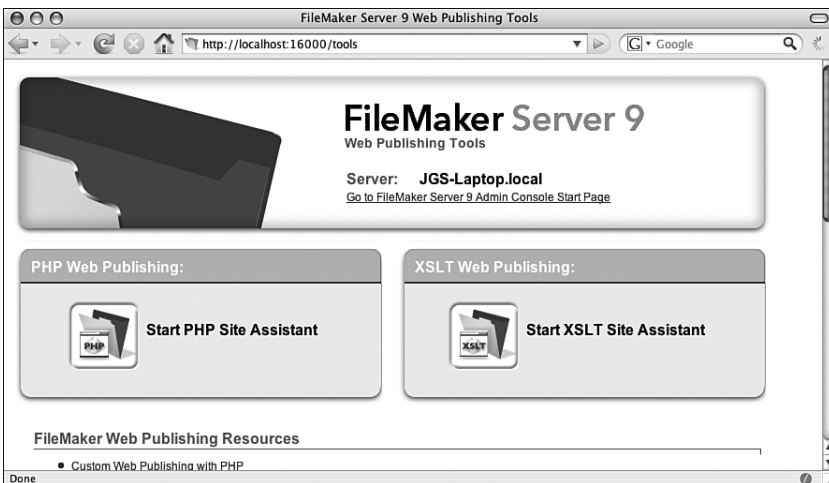 FileMaker Server 9 Web Publishing Tools
http://localhost:16000/tools
G Google
FileMaker Server 9
Web Publishing Tools
Server: JGS-Laptop.local
Go to FileMaker Server 9 Admin Console Start Page
PHP Web Publishing:
XSLT Web Publishing:
PHP
Start PHP Site Assistant
XSLT
Start XSLT Site Assistant
FileMaker Web Publishing Resources
Custom Web Publishing with PHP
Done